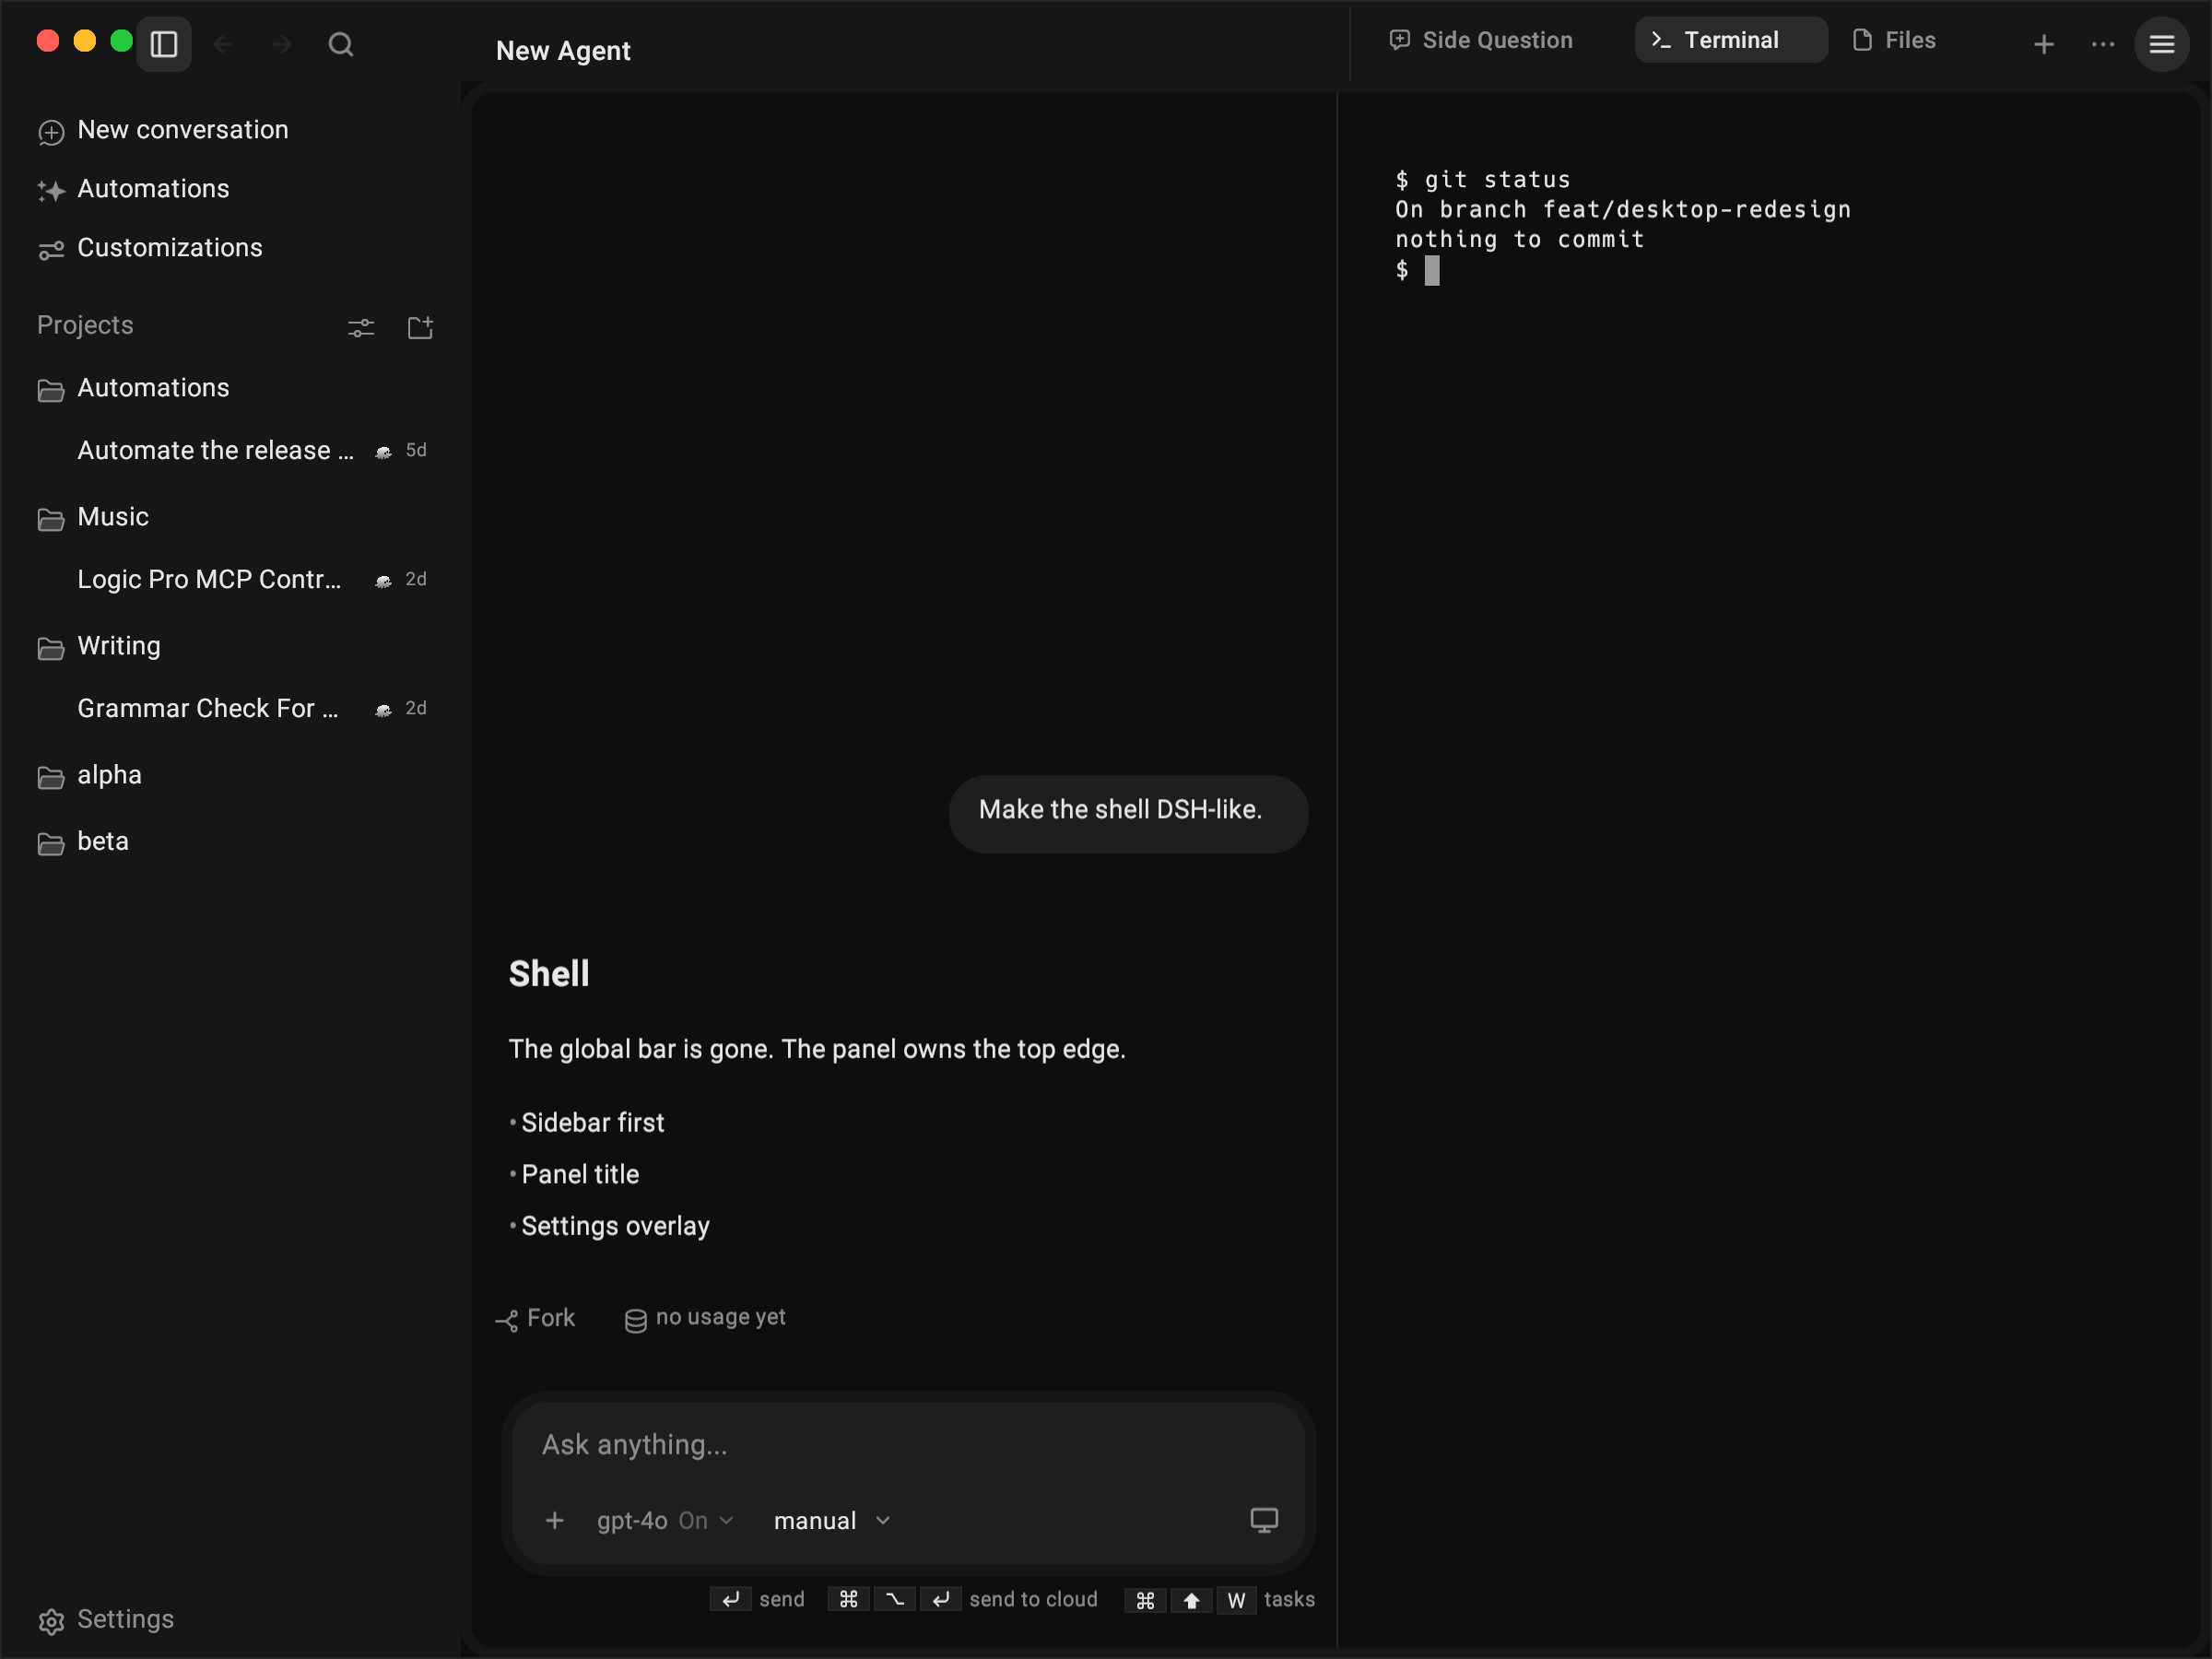 New Agent
Side Question
Terminal
Files
New conversation
Automations
Customizations
Projects
Automations
Automate the release ...
5d
Music
Logic Pro MCP Contr...
2d
Writing
Grammar Check For ...
2d
alpha
beta
Settings
Make the shell DSH-like.
Shell
The global bar is gone. The panel owns the top edge.
• Sidebar first
• Panel title
• Settings overlay
Fork
no usage yet
Ask anything...
gpt-4o On
manual
send
⌘ ⌥ send to cloud
⌘ W tasks
$ git status
On branch feat/desktop-redesign
nothing to commit
$